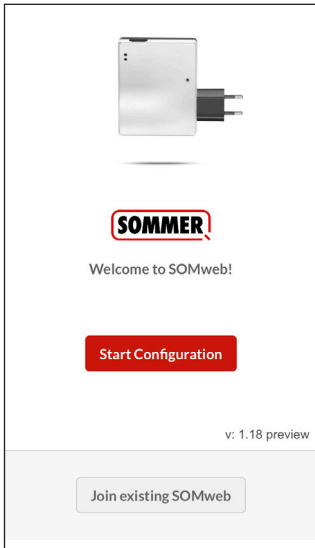 SOMMER
Welcome to SOMweb!
Start Configuration
v: 1.18 preview
Join existing SOMweb